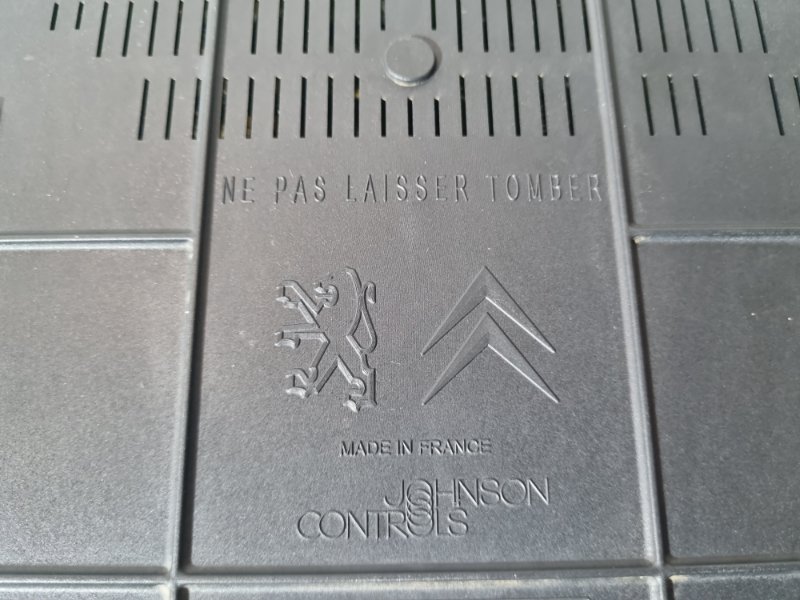 NE PAS LAISSER TOMBER
MADE IN FRANCE
JOHNSON
CONTROLS